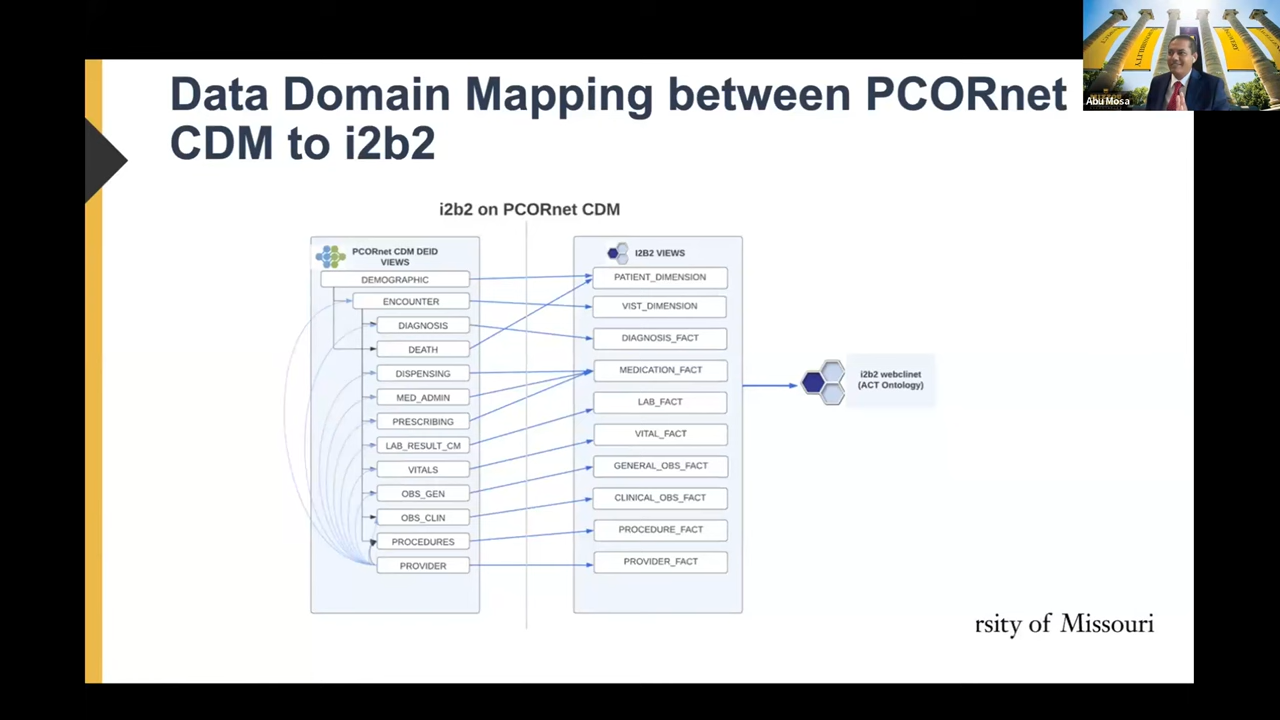 Data Domain Mapping between PCORnet
CDM to i2b2
Abu Mosa
i2b2 on PCORnet CDM
PCORnet CDM DEID
VIEWS
DEMOGRAPHIC
ENCOUNTER
DIAGNOSIS
DEATH
DISPENSING
MED_ADMIN
PRESCRIBING
LAB_RESULT_CM
VITALS
OBS_GEN
OBS_CLIN
PROCEDURES
PROVIDER
I2B2 VIEWS
PATIENT_DIMENSION
VIST_DIMENSION
DIAGNOSIS_FACT
MEDICATION_FACT
LAB_FACT
VITAL_FACT
GENERAL_OBS_FACT
CLINICAL_OBS_FACT
PROCEDURE_FACT
PROVIDER_FACT
i2b2 webclinet
(ACT Ontology)
rsity of Missouri